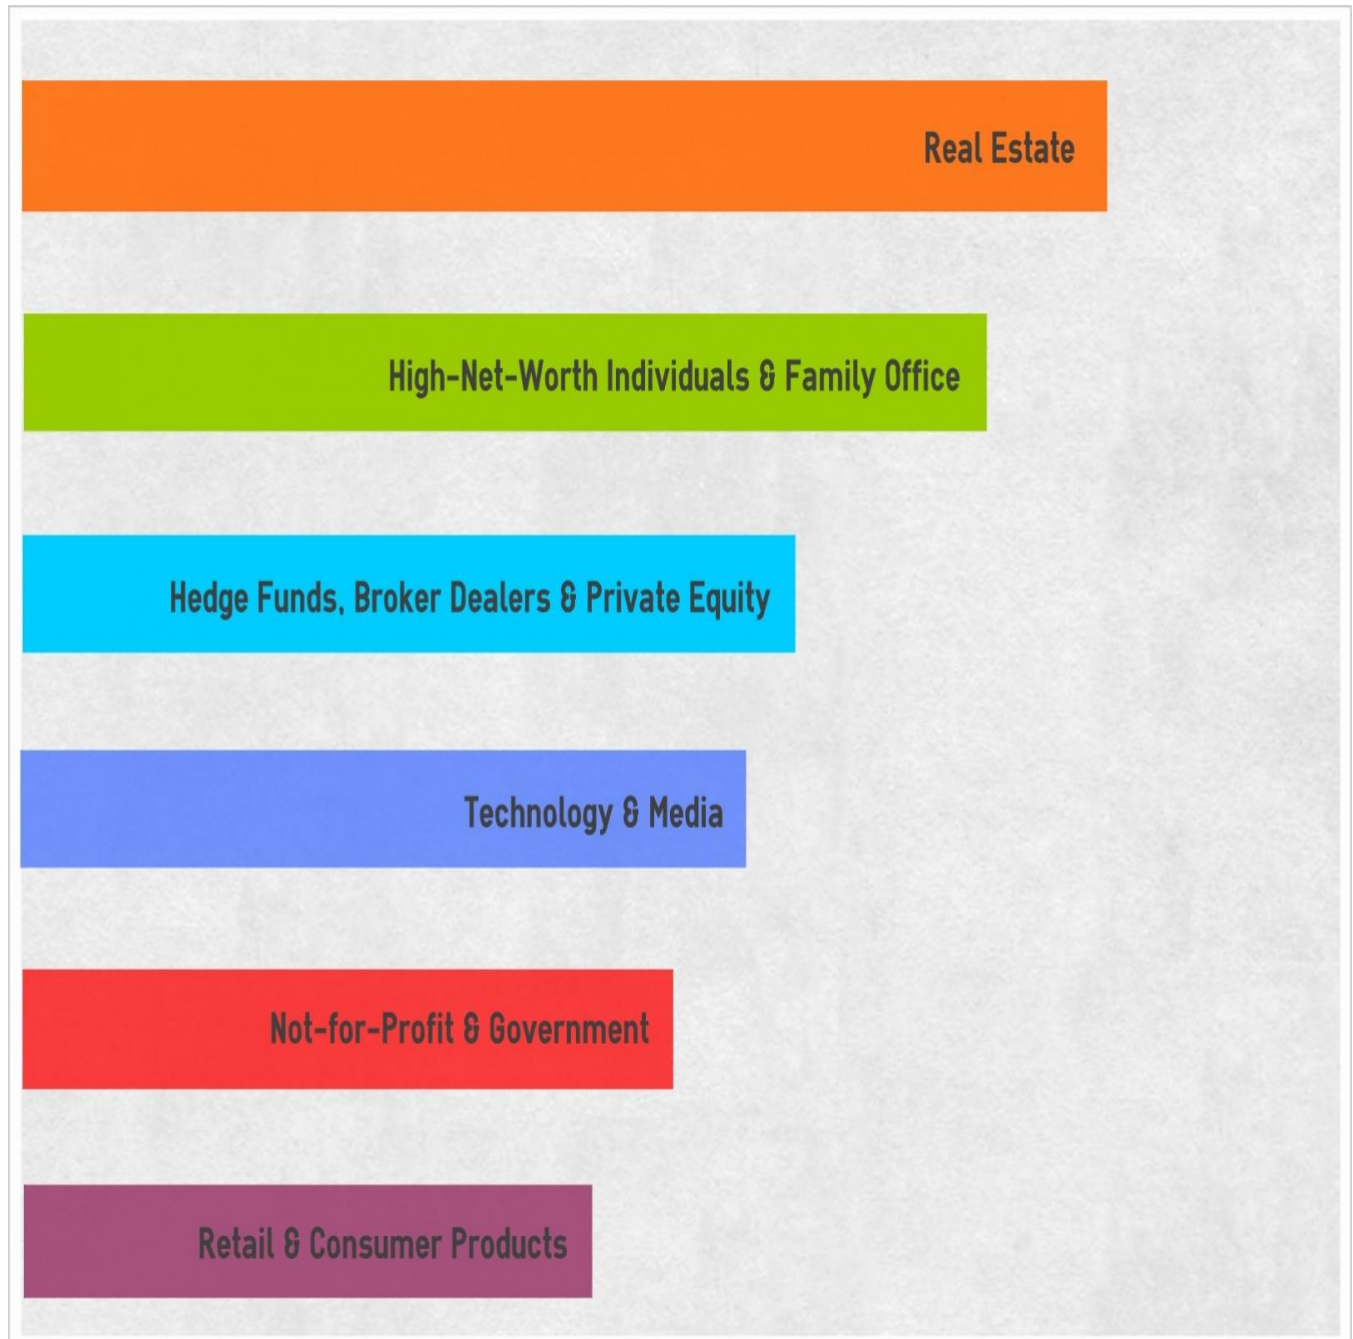 Real Estate
High-Net-Worth Individuals & Family Office
Hedge Funds, Broker Dealers & Private Equity
Technology & Media
Not-for-Profit & Government
Retail & Consumer Products